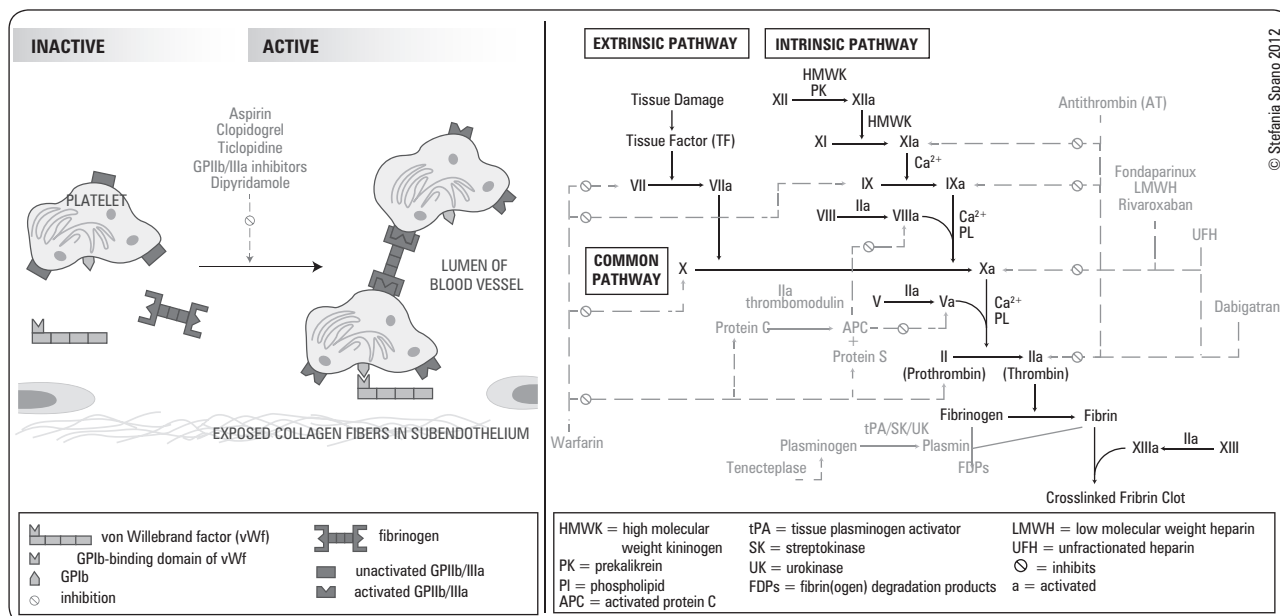 INACTIVE
ACTIVE
Aspirin
Clopidogrel
Ticlopidine
GPIIb/IIIa inhibitors
Dipyridamole
PLATELET
LUMEN OF
BLOOD VESSEL
EXPOSED COLLAGEN FIBERS IN SUBENDOTHELIUM
von Willebrand factor (vWf)
GPIb-binding domain of vWf
GPIb
inhibition
fibrinogen
unactivated GPIIb/IIIa
activated GPIIb/IIIa
EXTRINSIC PATHWAY
INTRINSIC PATHWAY
HMWK
PK
XII
XIIa
Tissue Damage
HMWK
Antithrombin (AT)
Tissue Factor (TF)
XI
XIa
Ca2+
Fondaparinux
LMWH
Rivaroxaban
VII
VIIa
IX
IXa
VIII
IIa
VIIIa
Ca2+
PL
UFH
COMMON
PATHWAY
X
Xa
IIa
thrombomodulin
V
IIa
Va
Ca2+
PL
Dabigatran
Protein C
APC
+
Protein S
II
(Prothrombin)
IIa
(Thrombin)
Fibrinogen
Fibrin
Warfarin
tPA/SK/UK
Plasminogen
Plasmin
Tenecteplase
FDPs
XIIIa
IIa
XIII
Crosslinked Fribrin Clot
HMWK = high molecular
weight kininogen
PK = prekalikrein
Pl = phospholipid
APC = activated protein C
tPA = tissue plasminogen activator
SK = streptokinase
UK = urokinase
FDPs = fibrin(ogen) degradation products
LMWH = low molecular weight heparin
UFH = unfractionated heparin
= inhibits
a = activated
© Stefania Spano 2012